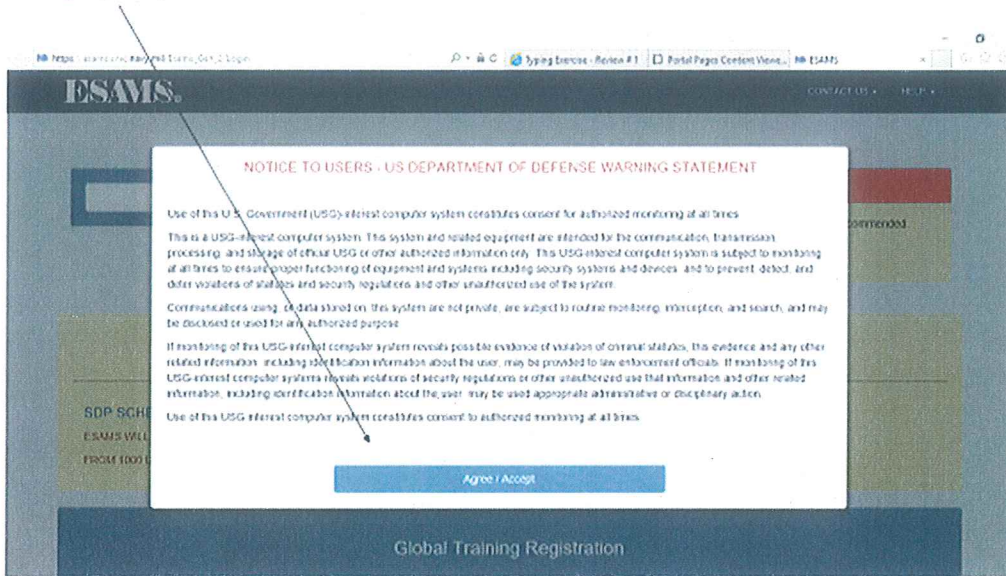 https
Typing Exercise - Review #1
Portal Pages Content Viewe...
ESAMS
ESAMS
CONTACT US
HELP
NOTICE TO USERS - US DEPARTMENT OF DEFENSE WARNING STATEMENT
Use of this U.S. Government (USG)-interest computer system constitutes consent for authorized monitoring at all times
commended.
This is a USG-interest computer system. This system and related equipment are intended for the communication, transmission
processing, and storage of official USG or other authorized information only. This USG-interest computer system is subject to monitoring
at all times to ensure proper functioning of equipment and systems including security systems and devices, and to prevent, detect, and
deter violations of statutes and security regulations and other unauthorized use of the system.
Communications using, or data stored on, this system are not private, are subject to routine monitoring, interception, and search, and may
be disclosed or used for any authorized purpose
If monitoring of this USG-interest computer system reveals possible evidence of violation of criminal statutes, this evidence and any other
related information, including identification information about the user, may be provided to law enforcement officials. If monitoring of this
USG-interest computer systems reveals violations of security regulations or other unauthorized use that information and other related
information, including identification information about the user, may be used appropriate administrative or disciplinary action.
Use of this USG interest computer system constitutes consent to authorized monitoring at all times
SDP SCHE
ESAMS WILL
FROM 1000
Agree / Accept
Global Training Registration